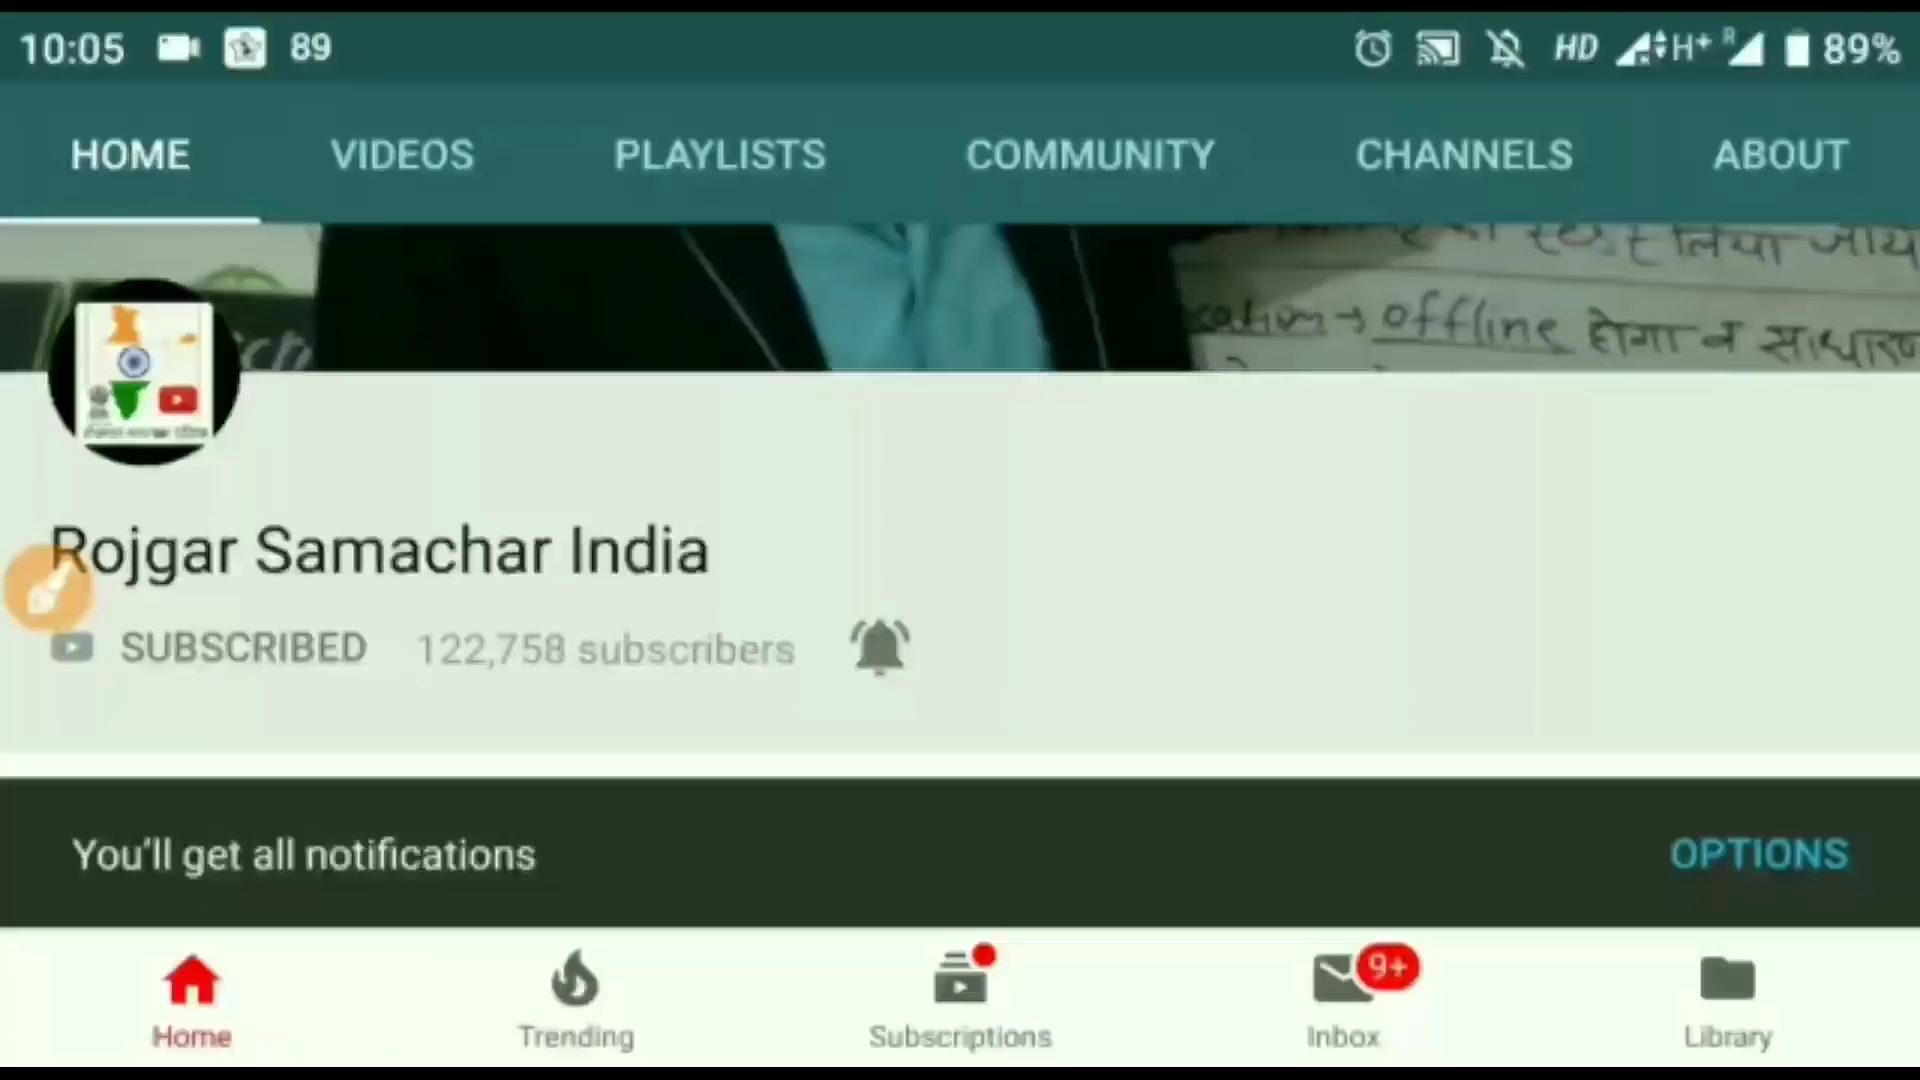 10:05 89 HD H+ R 89%
HOME VIDEOS PLAYLISTS COMMUNITY CHANNELS ABOUT
लिया जाय
offline होगा व साधारण
Rojgar Samachar India
SUBSCRIBED 122,758 subscribers
You'll get all notifications OPTIONS
9+
Home Trending Subscriptions Inbox Library